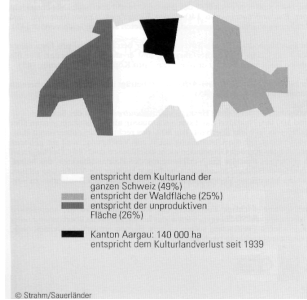 entspricht dem Kulturland der
ganzen Schweiz (49%)
entspricht der Waldfläche (25%)
entspricht der unproduktiven
Fläche (26%)
Kanton Aargau: 140 000 ha
entspricht dem Kulturlandverlust seit 1939
© Strahm/Sauerländer